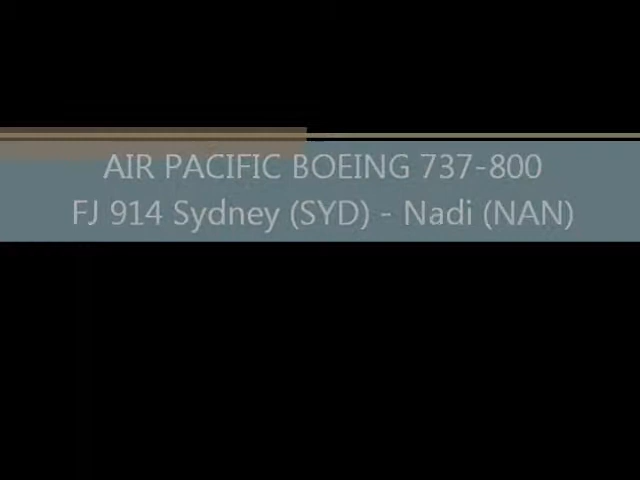 AIR PACIFIC BOEING 737-800
FJ 914 Sydney (SYD) - Nadi (NAN)